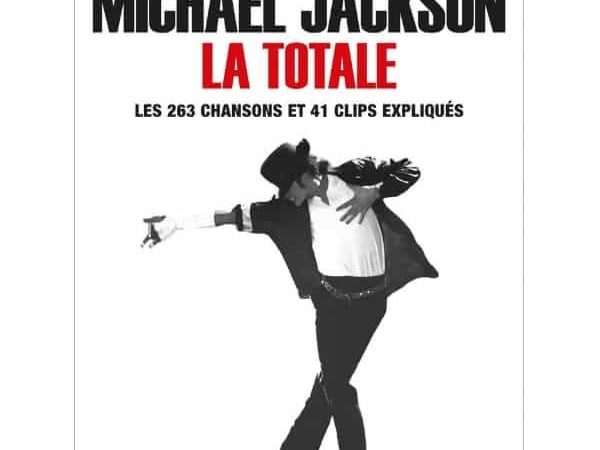 MICHAEL JACKSON
LA TOTALE
LES 263 CHANSONS ET 41 CLIPS EXPLIQUÉS